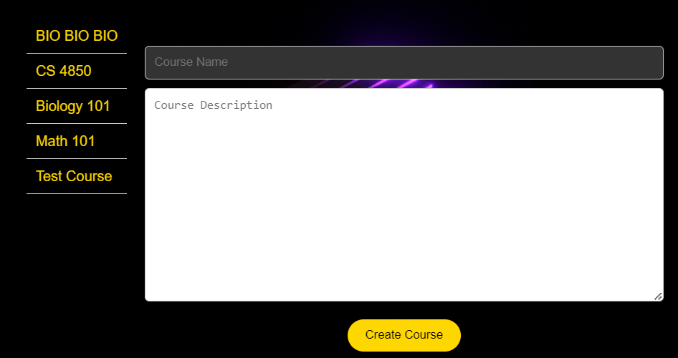 BIO BIO BIO
CS 4850
Biology 101
Math 101
Test Course
Course Name
Course Description
Create Course